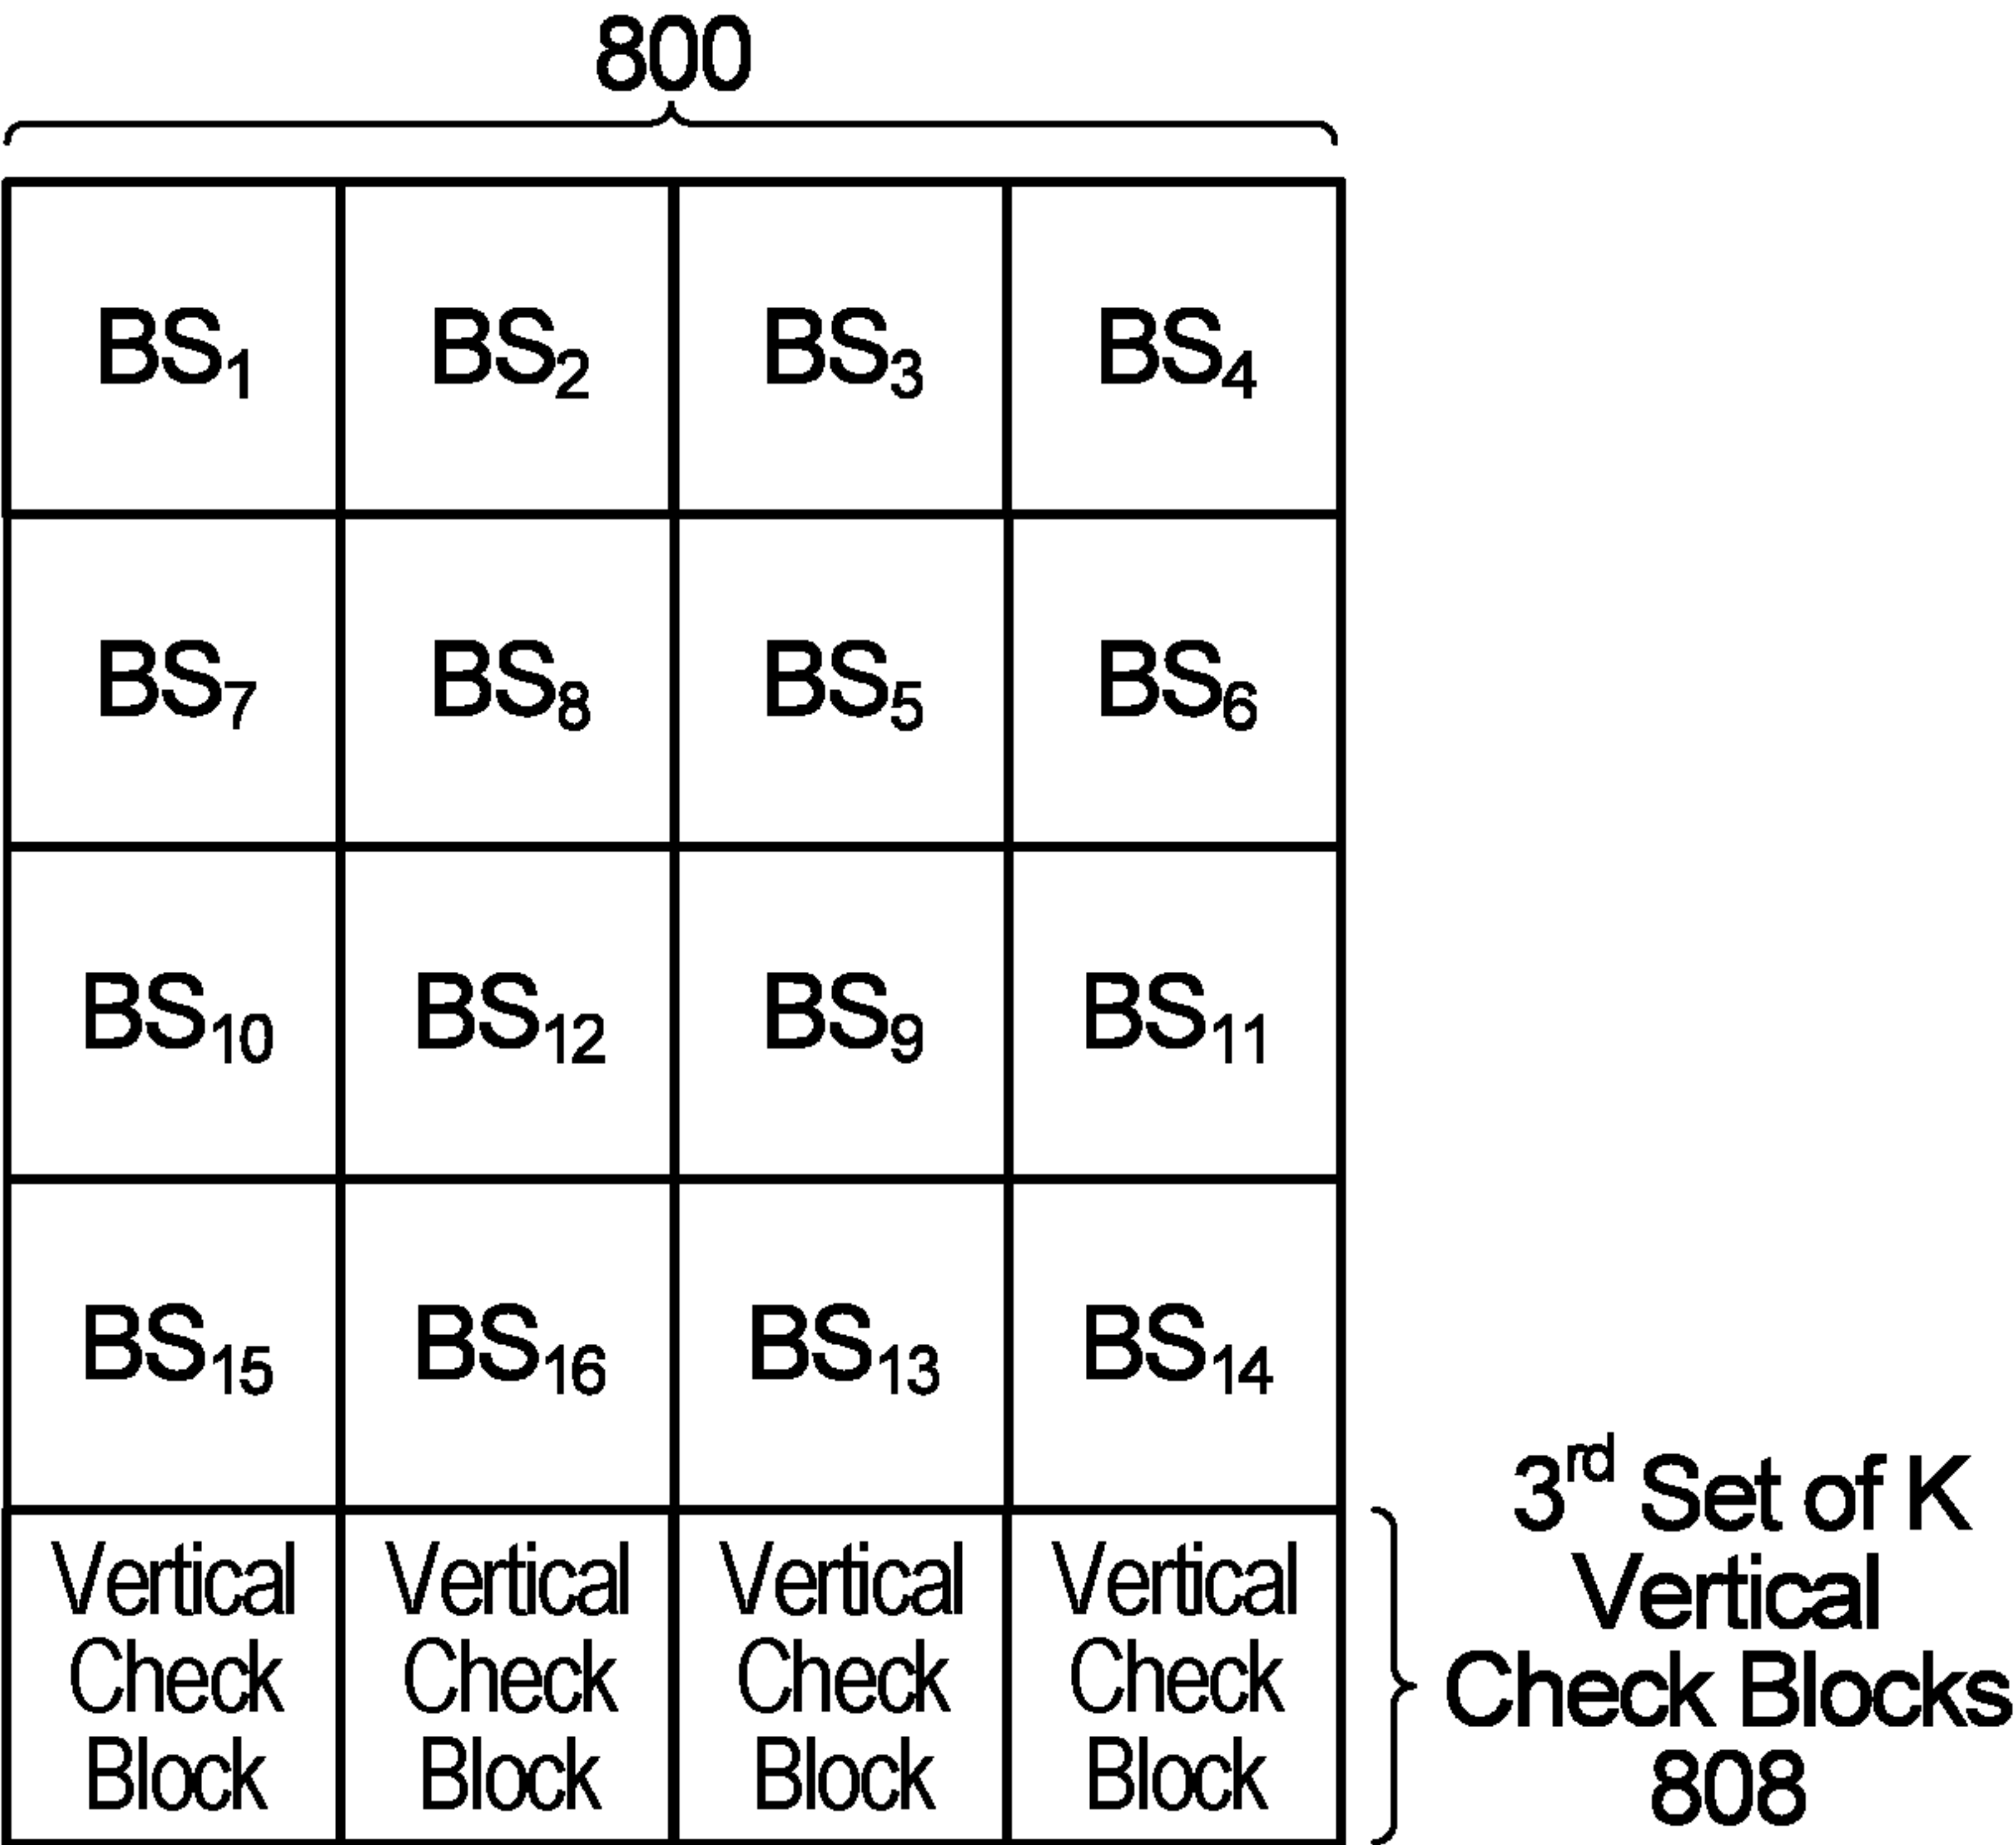 800
BS₁ BS₂ BS₃ BS₄
BS₇ BS₈ BS₅ BS₆
BS₁₀ BS₁₂ BS₉ BS₁₁
BS₁₅ BS₁₆ BS₁₃ BS₁₄
Vertical Vertical Vertical Vertical
Check Check Check Check
Block Block Block Block
3rd Set of K
Vertical
Check Blocks
808